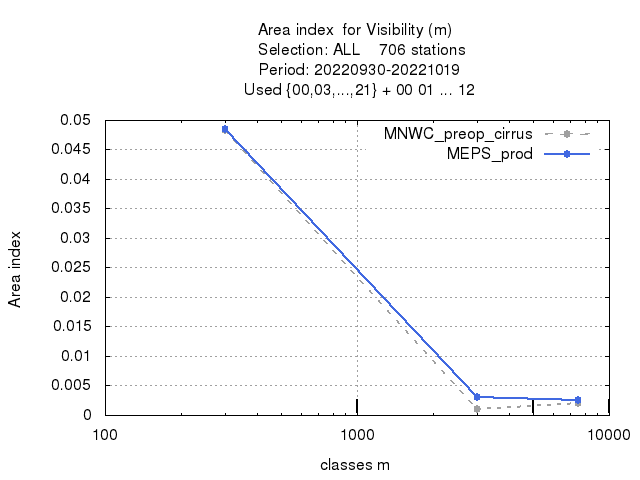 Area index  for Visibility (m)
Selection: ALL    706 stations
Period: 20220930-20221019
Used {00,03,...,21} + 00 01 ... 12
MNWC_preop_cirrus
MEPS_prod
0.05
0.045
0.04
0.035
0.03
0.025
0.02
0.015
0.01
0.005
0
Area index
100 1000 10000
classes m